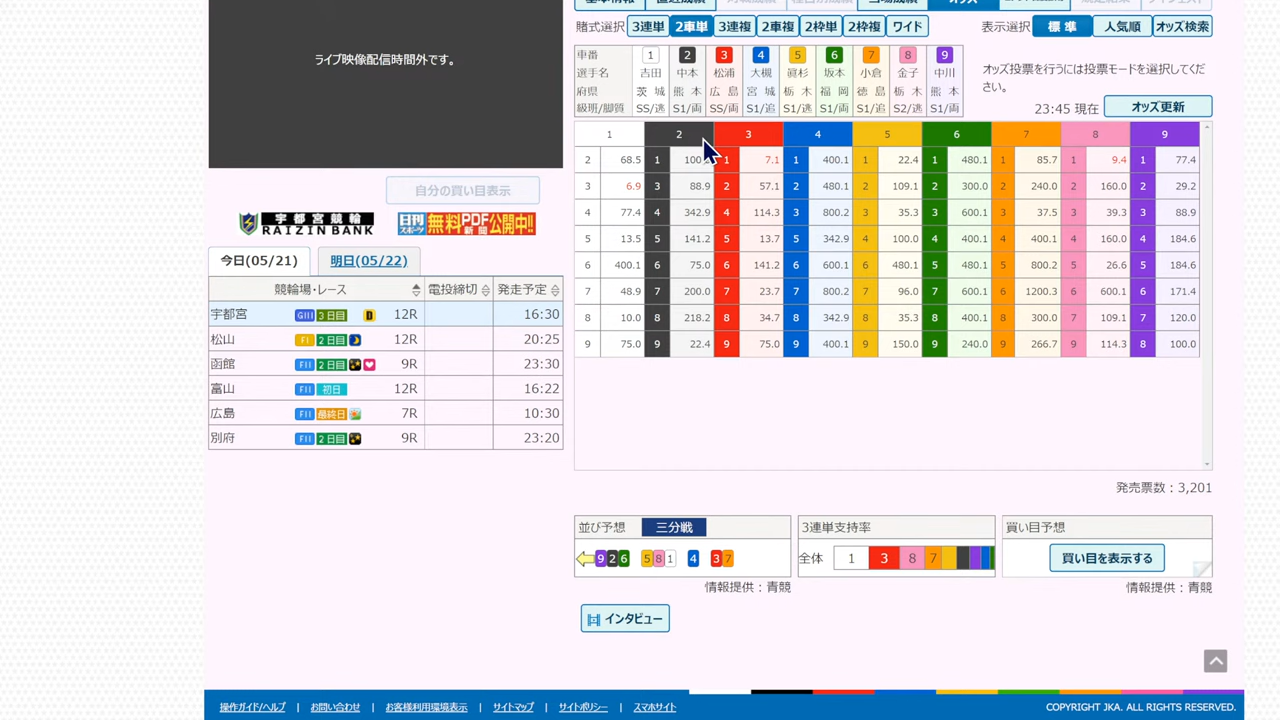 ライブ映像配信時間外です。
自分の買い目表示
宇都宮競輪
RAIZIN BANK
日刊スポーツ 無料PDF新聞公開中!!
今日(05/21) 明日(05/22)
競輪場・レース 電投締切 発走予定
宇都宮 GIII 3日目 12R 16:30
松山 FI 2日目 12R 20:25
函館 FII 2日目 9R 23:30
富山 FII 初日 12R 16:22
広島 FII 最終日 7R 10:30
別府 FII 2日目 9R 23:20
賭式選択 3連単 2車単 3連複 2車複 2枠単 2枠複 ワイド 表示選択 標準 人気順 オッズ検索
車番 1 2 3 4 5 6 7 8 9
選手名 吉田 中本 松浦 大槻 眞杉 坂本 小倉 金子 中川
府県 茨城 熊本 広島 宮城 栃木 福岡 徳島 栃木 熊本
級班/脚質 SS/両 S1/両 SS/両 S1/追 S1/逃 S1/両 S1/追 S2/逃 S1/両
オッズ投票を行うには投票モードを選択してください。
23:45 現在 オッズ更新
1 2 3 4 5 6 7 8 9
2 68.5 1 100. 1 7.1 1 400.1 1 22.4 1 480.1 1 85.7 1 9.4 1 77.4
3 6.9 3 88.9 2 57.1 2 480.1 2 109.1 2 300.0 2 240.0 2 160.0 2 29.2
4 77.4 4 342.9 4 114.3 3 800.2 3 35.3 3 600.1 3 37.5 3 39.3 3 88.9
5 13.5 5 141.2 5 13.7 5 342.9 4 100.0 4 400.1 4 400.1 4 160.0 4 184.6
6 400.1 6 75.0 6 141.2 6 600.1 6 480.1 5 480.1 5 800.2 5 26.6 5 184.6
7 48.9 7 200.0 7 23.7 7 800.2 7 96.0 7 600.1 6 1200.3 6 342.9 6 171.4
8 10.0 8 218.2 8 34.7 8 342.9 8 35.3 8 400.1 8 300.0 7 109.1 7 120.0
9 75.0 9 22.4 9 75.0 9 400.1 9 150.0 9 240.0 9 266.7 9 114.3 8 100.0
発売票数：3,201
並び予想 三分戦 3連単支持率 買い目予想
9 2 6 5 8 1 4 3 7 全体 1 3 8 7 買い目を表示する
情報提供：青競 情報提供：青競
インタビュー
操作ガイド/ヘルプ お問い合わせ お客様利用環境表示 サイトマップ サイトポリシー スマホサイト COPYRIGHT JKA. ALL RIGHTS RESERVED.